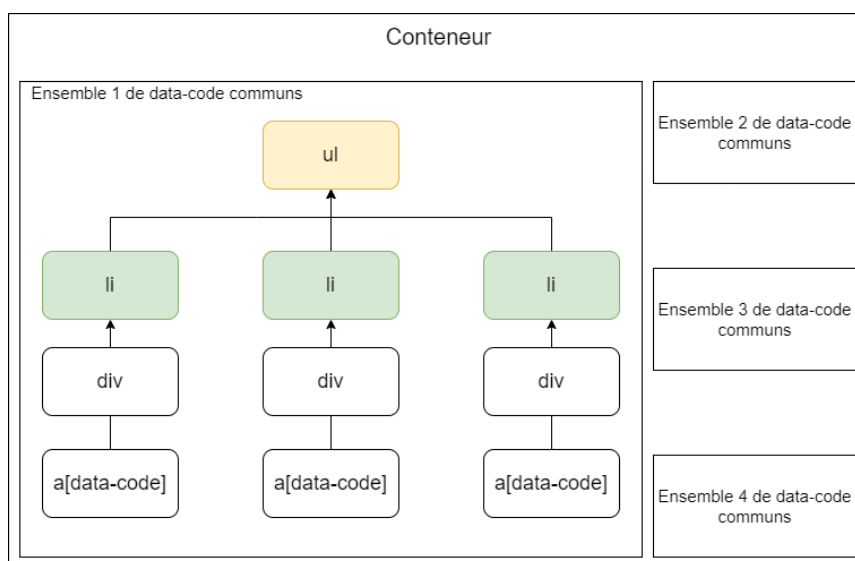 Conteneur
Ensemble 1 de data-code communs
ul
li
li
li
div
div
div
a[data-code]
a[data-code]
a[data-code]
Ensemble 2 de data-code
communs
Ensemble 3 de data-code
communs
Ensemble 4 de data-code
communs